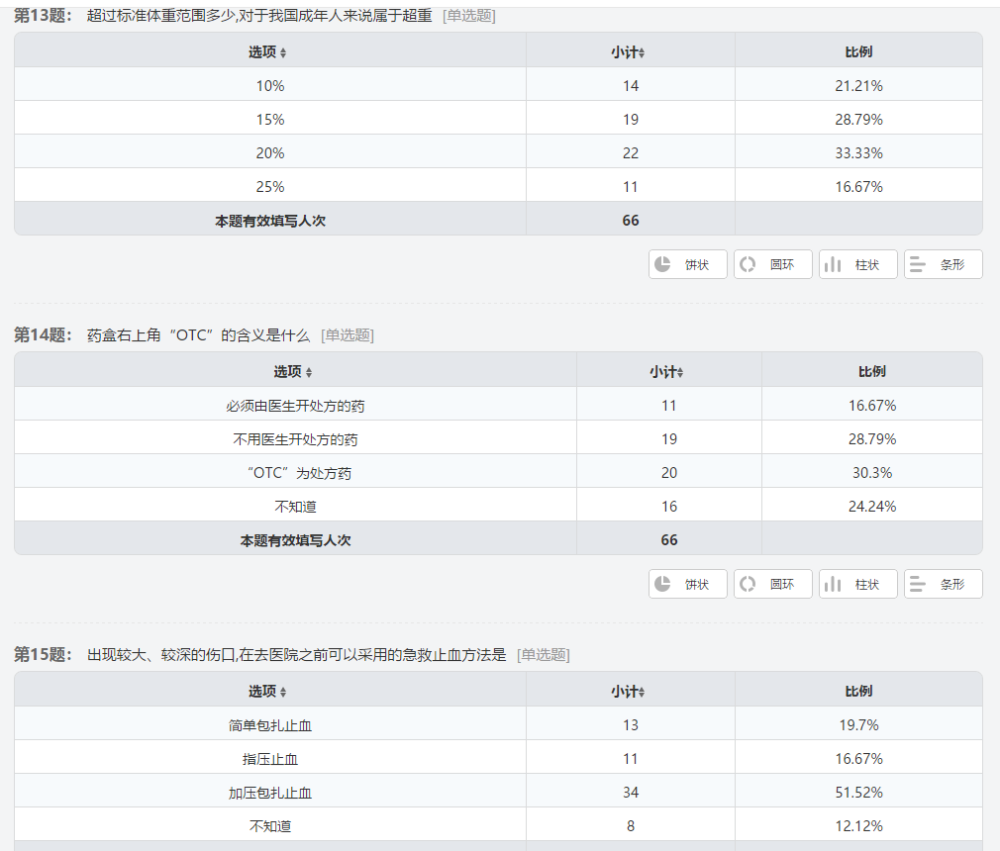 第13题： 超过标准体重范围多少,对于我国成年人来说属于超重 [单选题]
选项 小计 比例
10% 14 21.21%
15% 19 28.79%
20% 22 33.33%
25% 11 16.67%
本题有效填写人次 66
饼状 圆环 柱状 条形
第14题： 药盒右上角“OTC”的含义是什么 [单选题]
选项 小计 比例
必须由医生开处方的药 11 16.67%
不用医生开处方的药 19 28.79%
“OTC”为处方药 20 30.3%
不知道 16 24.24%
本题有效填写人次 66
饼状 圆环 柱状 条形
第15题： 出现较大、较深的伤口,在去医院之前可以采用的急救止血方法是 [单选题]
选项 小计 比例
简单包扎止血 13 19.7%
指压止血 11 16.67%
加压包扎止血 34 51.52%
不知道 8 12.12%